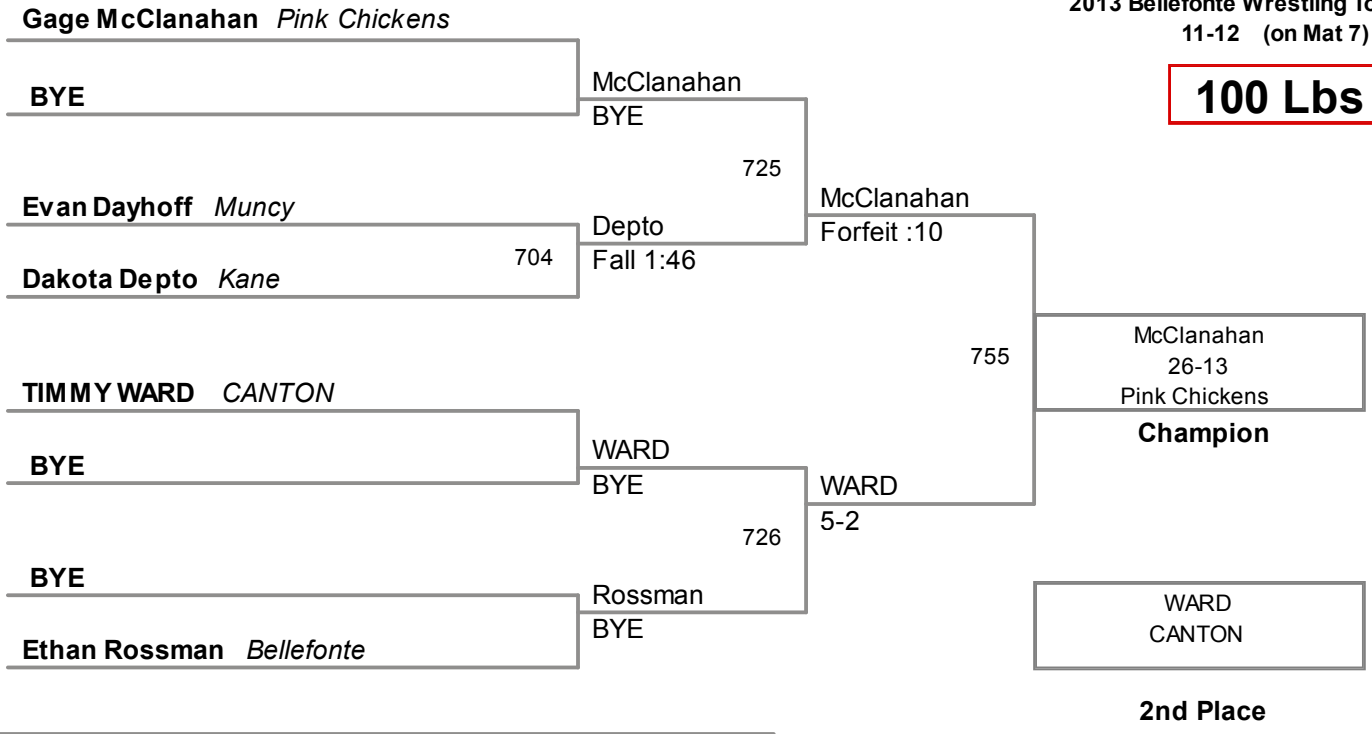 2013 Bellefonte Wrestling
11-12 (on Mat 7)
100 Lbs
Gage McClanahan Pink Chickens
BYE
McClanahan
BYE
725
Evan Dayhoff Muncy
Depto
Fall 1:46
704
Dakota Depto Kane
McClanahan
Forfeit :10
755
McClanahan
26-13
Pink Chickens
Champion
TIMMY WARD CANTON
BYE
WARD
BYE
726
WARD
5-2
BYE
Rossman
BYE
Ethan Rossman Bellefonte
WARD
CANTON
2nd Place